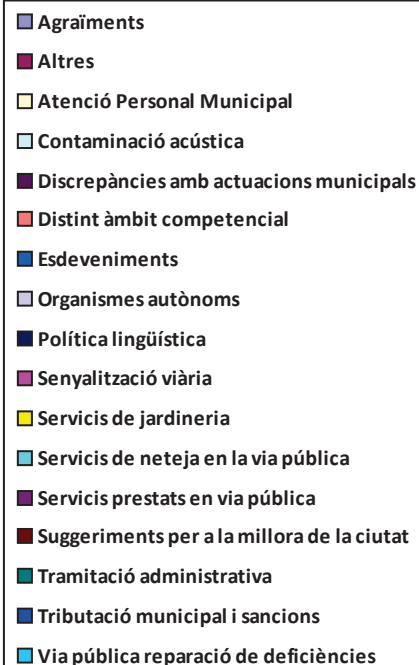 Agraïments
Altres
Atenció Personal Municipal
Contaminació acústica
Discrepàncies amb actuacions municipals
Distint àmbit competencial
Esdeveniments
Organismes autònoms
Política lingüística
Senyalització viària
Servicis de jardineria
Servicis de neteja en la via pública
Servicis prestats en via pública
Suggeriments per a la millora de la ciutat
Tramitació administrativa
Tributació municipal i sancions
Via pública reparació de deficiències